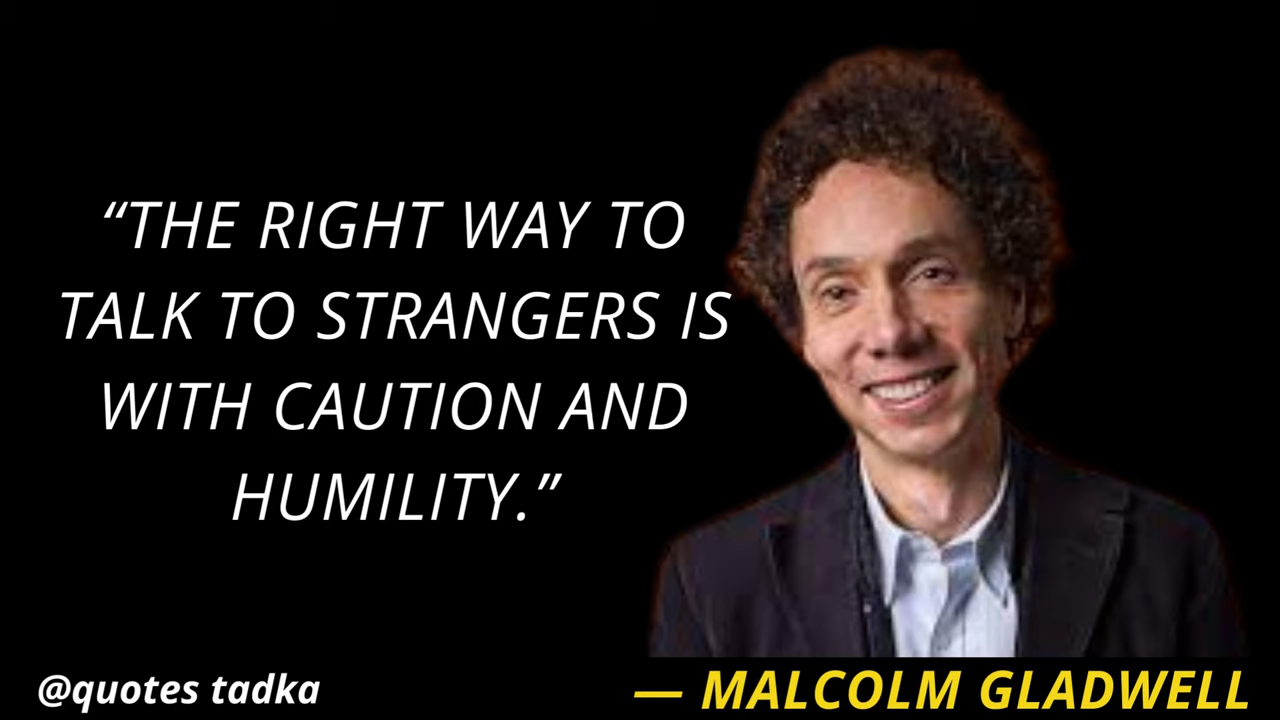 “THE RIGHT WAY TO
TALK TO STRANGERS IS
WITH CAUTION AND
HUMILITY.”
@quotes tadka
— MALCOLM GLADWELL